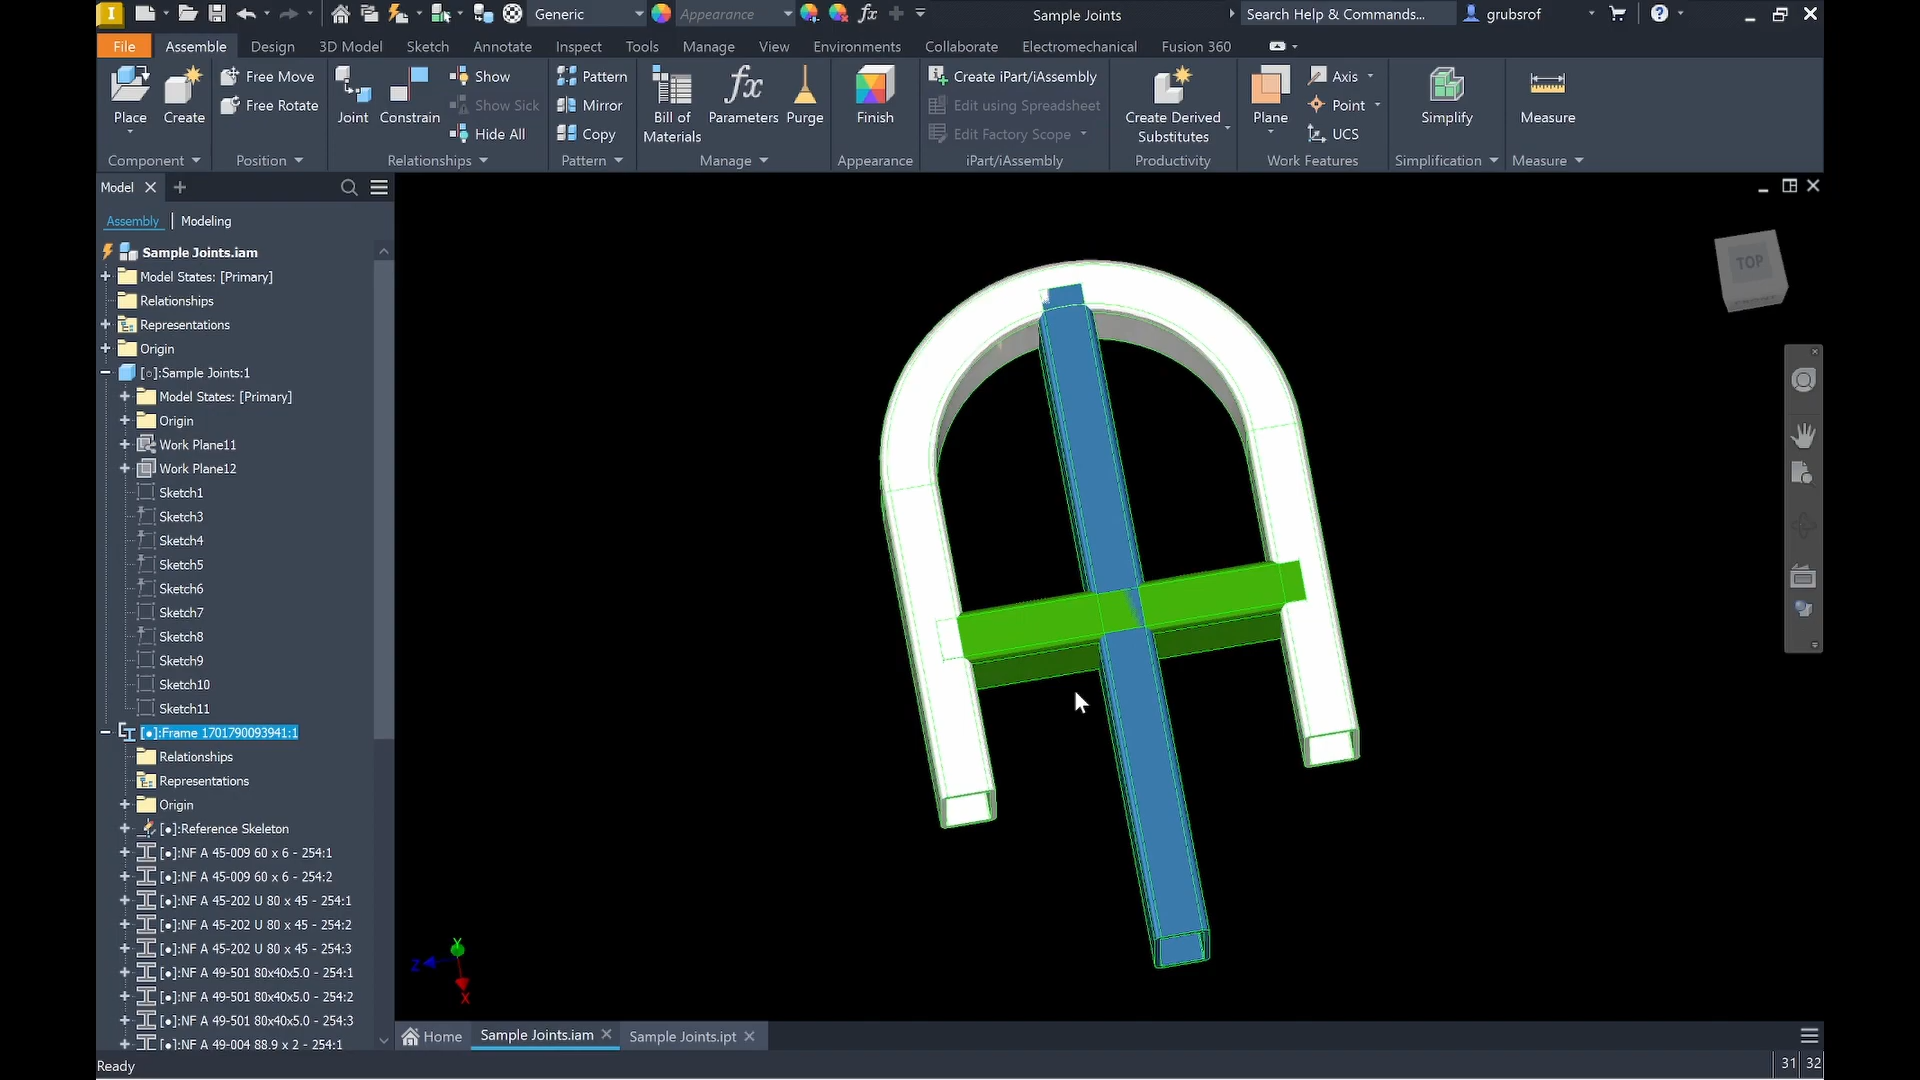 Generic
Appearance
Sample Joints
Search Help & Commands...
grubsrof
File
Assemble
Design
3D Model
Sketch
Annotate
Inspect
Tools
Manage
View
Environments
Collaborate
Electromechanical
Fusion 360
Place
Create
Free Move
Free Rotate
Joint
Constrain
Show
Show Sick
Hide All
Pattern
Mirror
Copy
Bill of
Materials
Parameters
Purge
Finish
Create iPart/iAssembly
Edit using Spreadsheet
Edit Factory Scope
Create Derived
Substitutes
Plane
Axis
Point
UCS
Simplify
Measure
Component
Position
Relationships
Pattern
Manage
Appearance
iPart/iAssembly
Productivity
Work Features
Simplification
Measure
Model
Assembly | Modeling
Sample Joints.iam
Model States: [Primary]
Relationships
Representations
Origin
[○]:Sample Joints:1
Model States: [Primary]
Origin
Work Plane11
Work Plane12
Sketch1
Sketch3
Sketch4
Sketch5
Sketch6
Sketch7
Sketch8
Sketch9
Sketch10
Sketch11
[●]:Frame 1701790093941:1
Relationships
Representations
Origin
[●]:Reference Skeleton
[●]:NF A 45-009 60 x 6 - 254:1
[●]:NF A 45-009 60 x 6 - 254:2
[●]:NF A 45-202 U 80 x 45 - 254:1
[●]:NF A 45-202 U 80 x 45 - 254:2
[●]:NF A 45-202 U 80 x 45 - 254:3
[●]:NF A 49-501 80x40x5.0 - 254:1
[●]:NF A 49-501 80x40x5.0 - 254:2
[●]:NF A 49-501 80x40x5.0 - 254:3
[●]:NF A 49-004 88.9 x 2 - 254:1
TOP
Y
Z
X
Home
Sample Joints.iam
Sample Joints.ipt
Ready
31
32